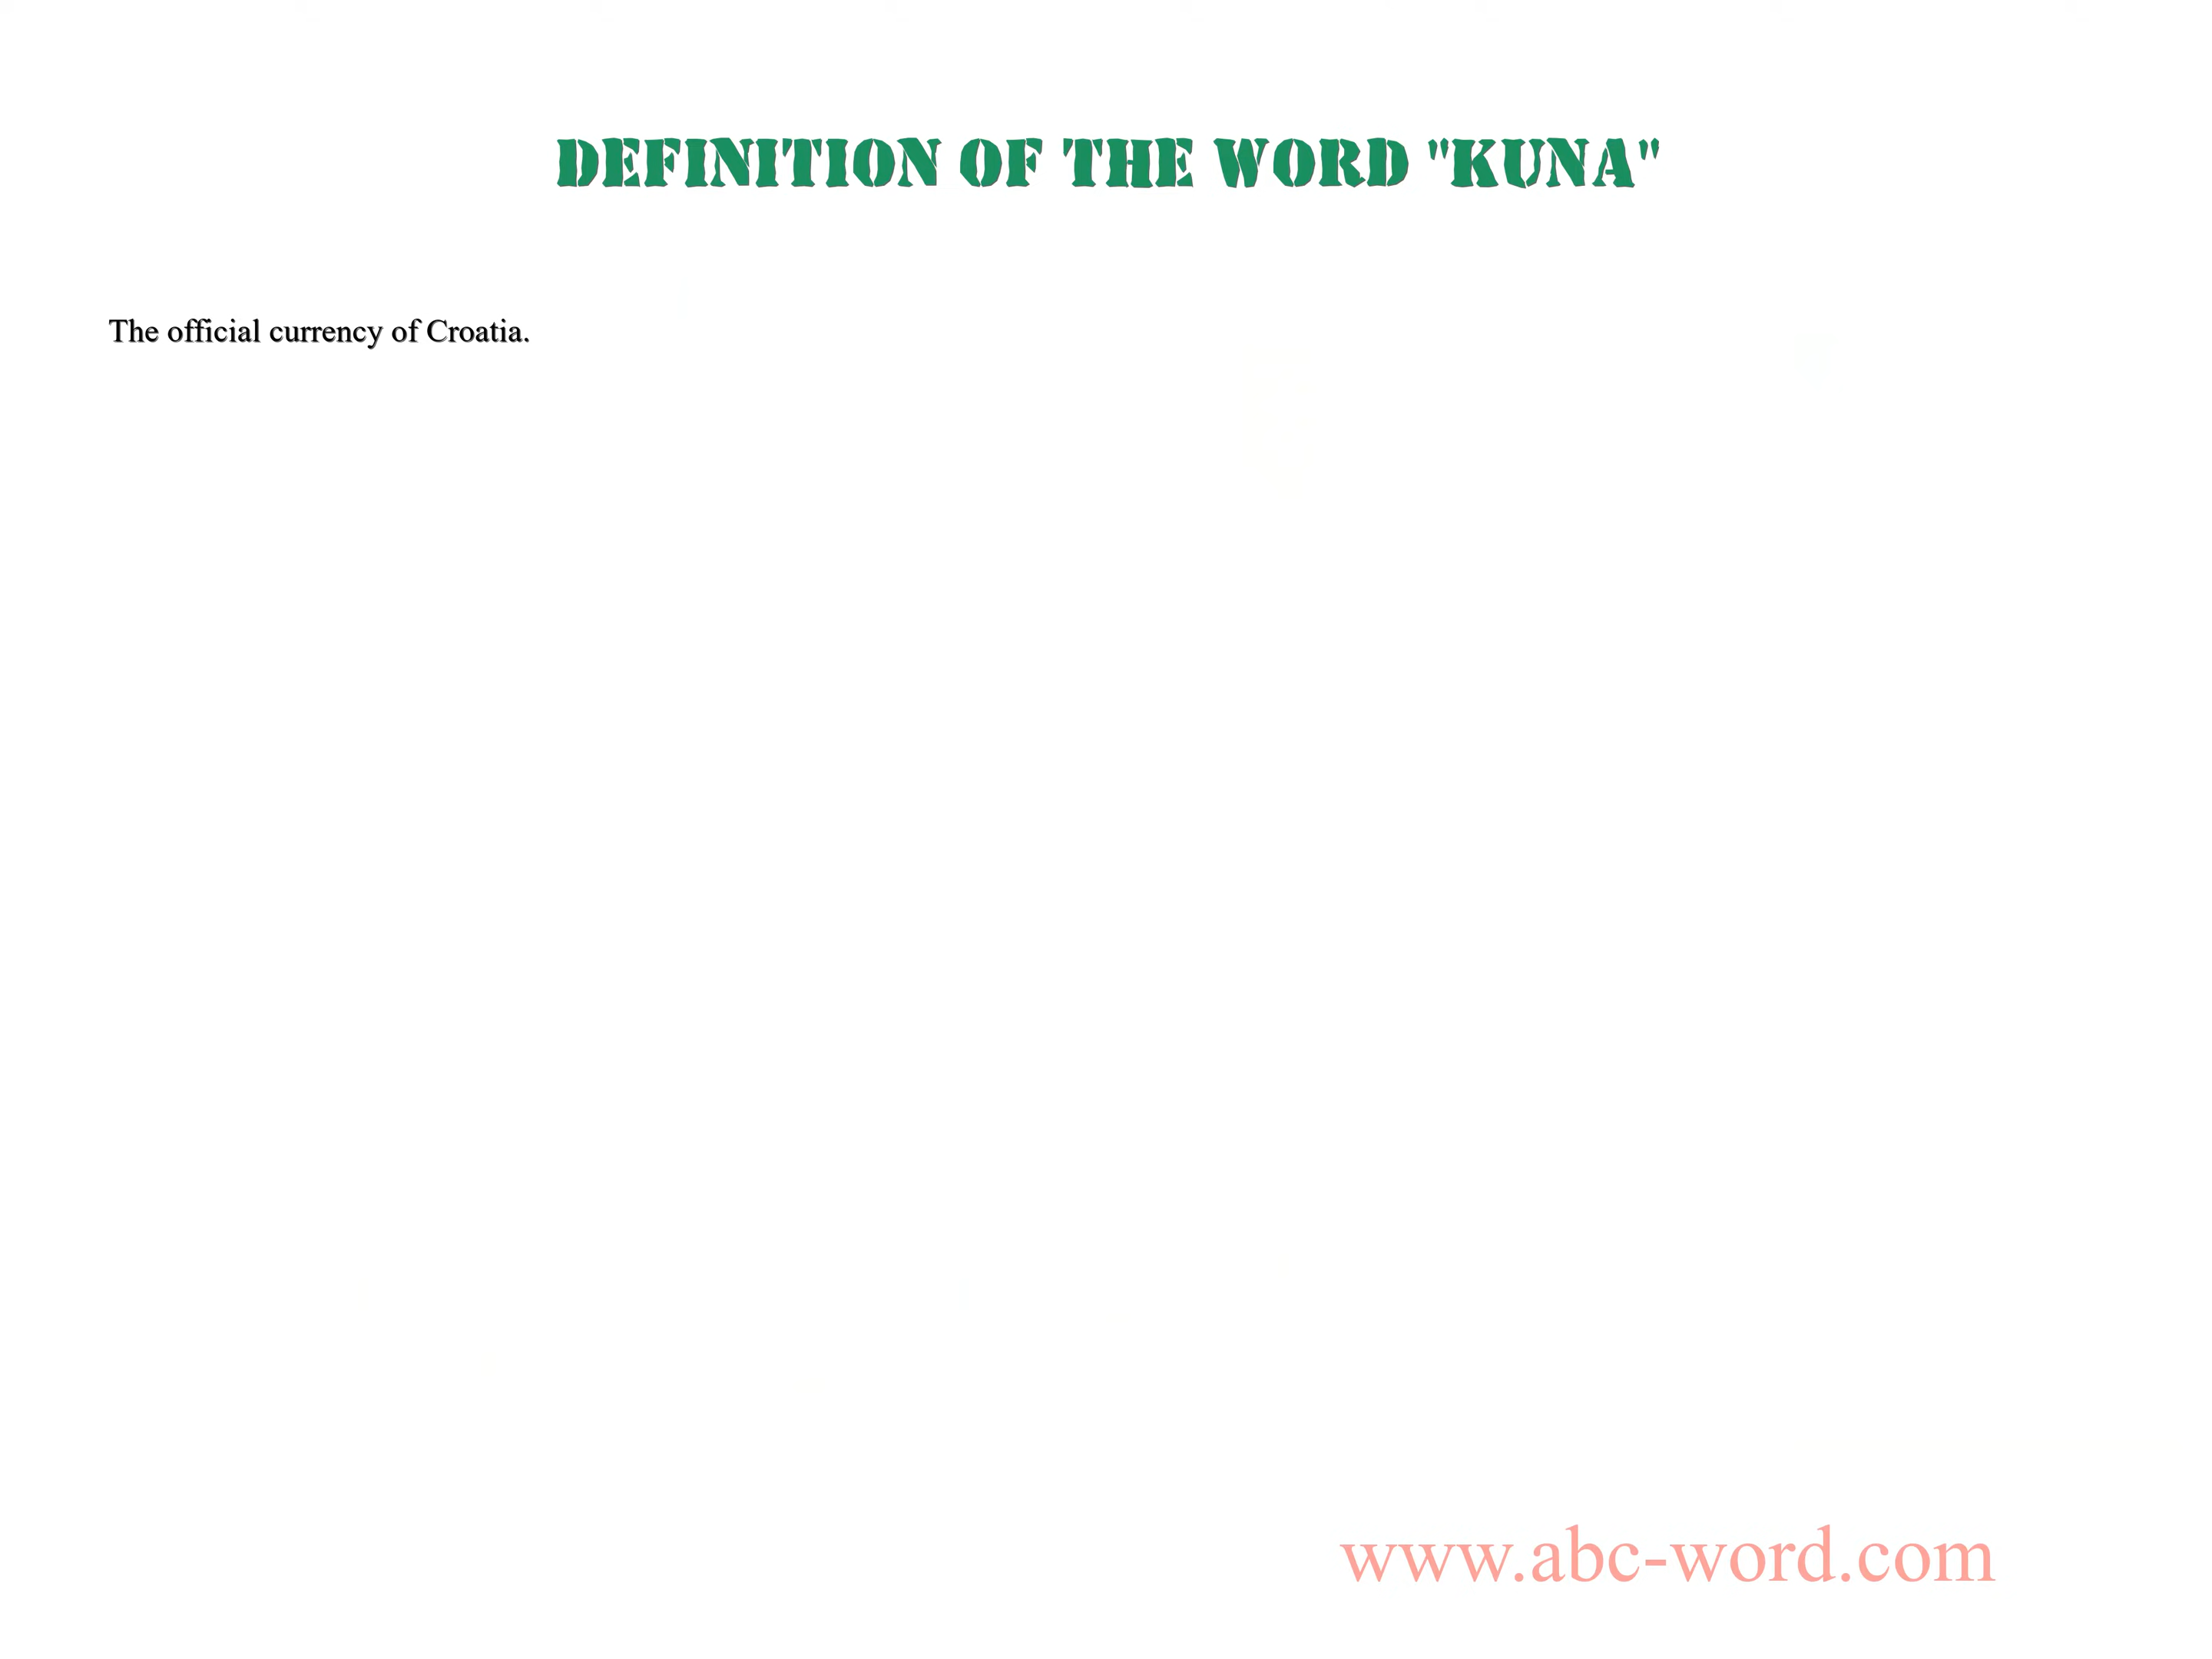 DEFINITION OF THE WORD "KUNA"
The official currency of Croatia.
www.abc-word.com